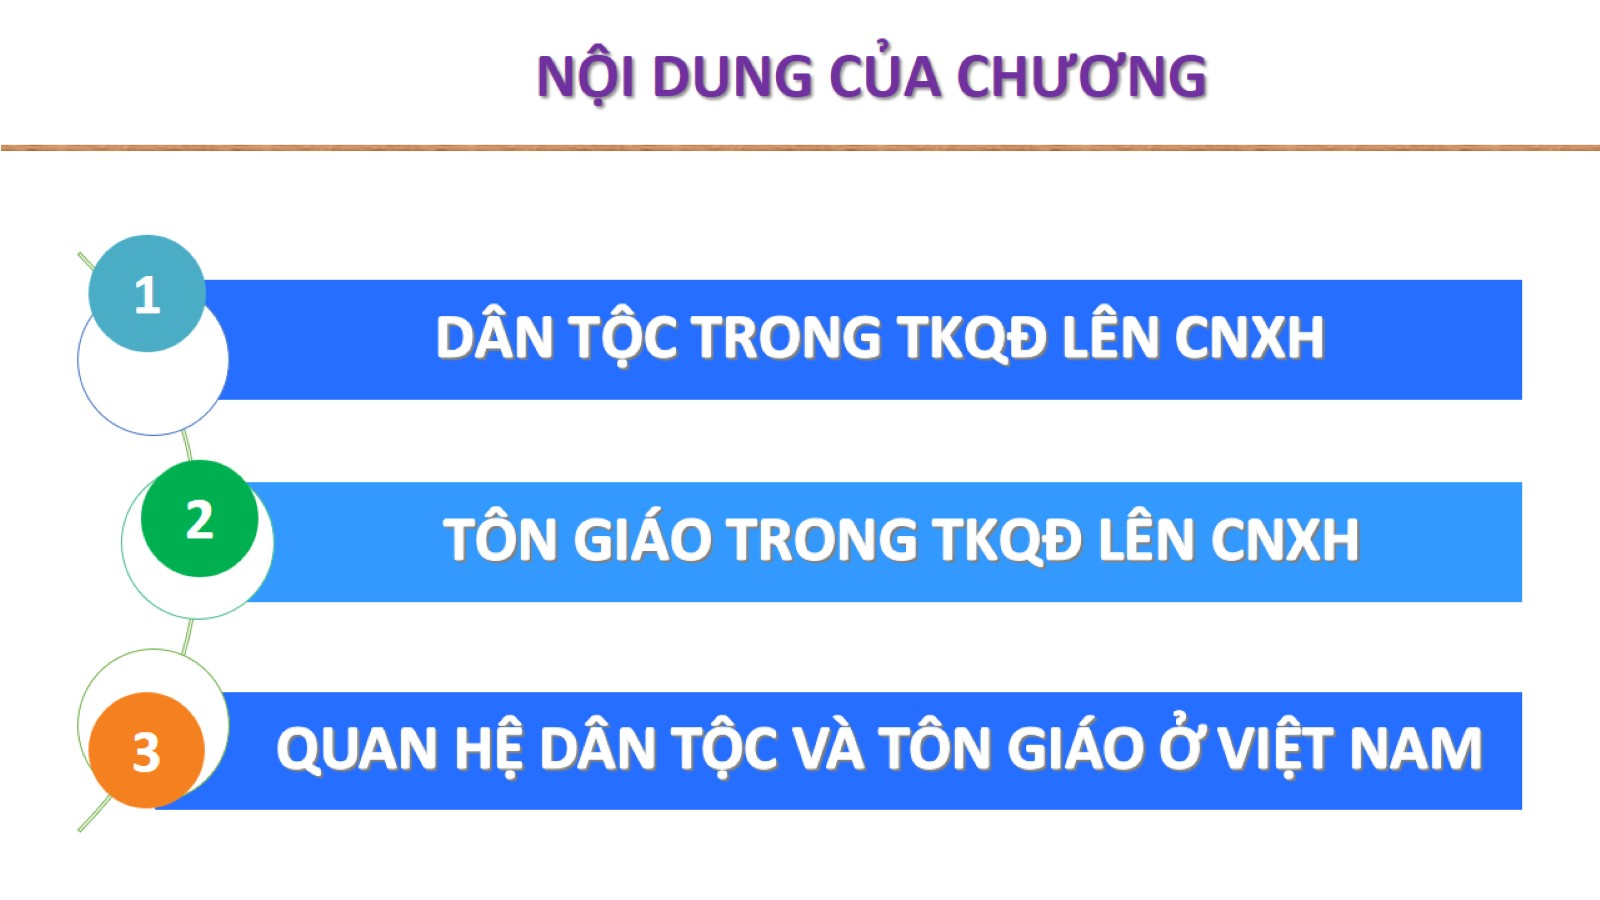 NỘI DUNG CỦA CHƯƠNG
1
DÂN TỘC TRONG TKQĐ LÊN CNXH
2
TÔN GIÁO TRONG TKQĐ LÊN CNXH
3
QUAN HỆ DÂN TỘC VÀ TÔN GIÁO Ở VIỆT NAM